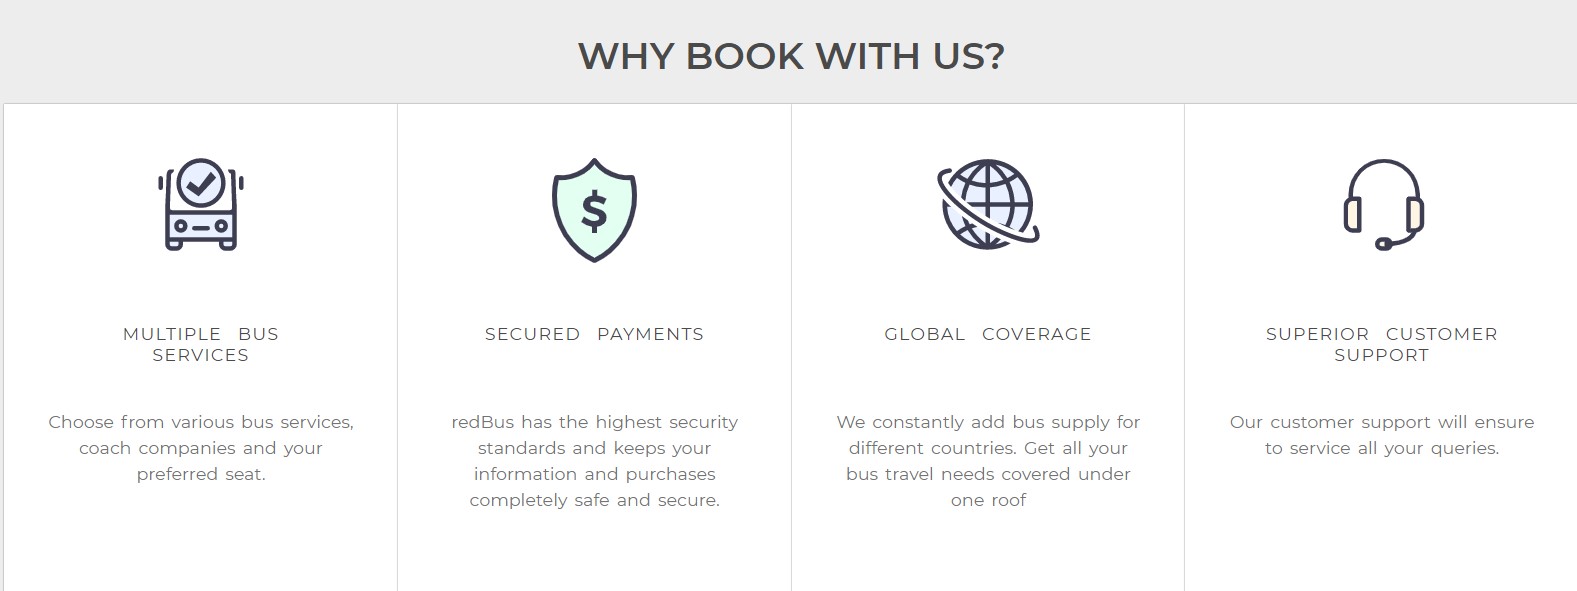 WHY BOOK WITH US?
MULTIPLE BUS
SERVICES
Choose from various bus services,
coach companies and your
preferred seat.
$
SECURED PAYMENTS
redBus has the highest security
standards and keeps your
information and purchases
completely safe and secure.
GLOBAL COVERAGE
We constantly add bus supply for
different countries. Get all your
bus travel needs covered under
one roof
SUPERIOR CUSTOMER
SUPPORT
Our customer support will ensure
to service all your queries.